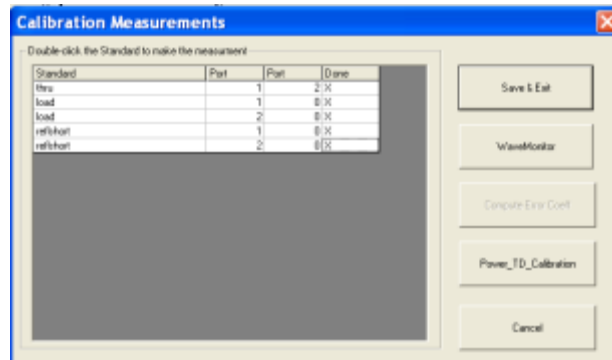 Calibration Measurements
Double-click the Standard to make the measurment
Standard Port Port Done
thru 1 2 X
load 1 0 X
load 2 0 X
reflshort 1 0 X
reflshort 2 0 X
Save & Exit
WaveMonitor
Compute Error Coeff
Power_TD_Calibration
Cancel